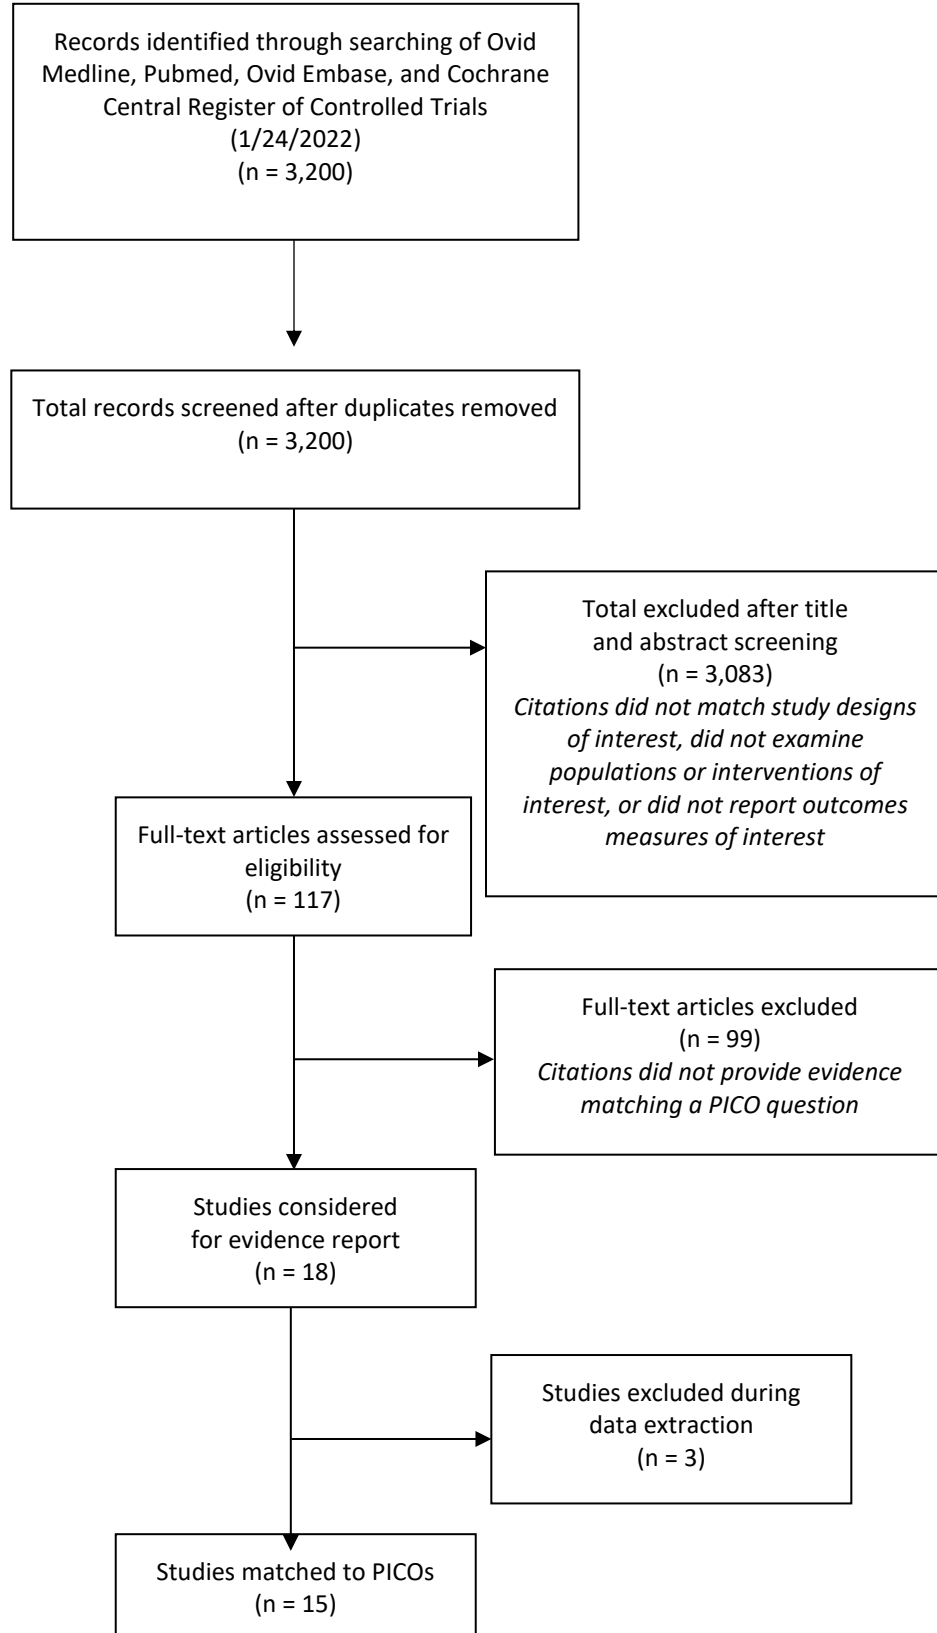 Records identified through searching of Ovid
Medline, Pubmed, Ovid Embase, and Cochrane
Central Register of Controlled Trials
(1/24/2022)
(n = 3,200)
Total records screened after duplicates removed
(n = 3,200)
Total excluded after title
and abstract screening
(n = 3,083)
Citations did not match study designs
of interest, did not examine
populations or interventions of
interest, or did not report outcomes
measures of interest
Full-text articles assessed for
eligibility
(n = 117)
Full-text articles excluded
(n = 99)
Citations did not provide evidence
matching a PICO question
Studies considered
for evidence report
(n = 18)
Studies excluded during
data extraction
(n = 3)
Studies matched to PICOs
(n = 15)